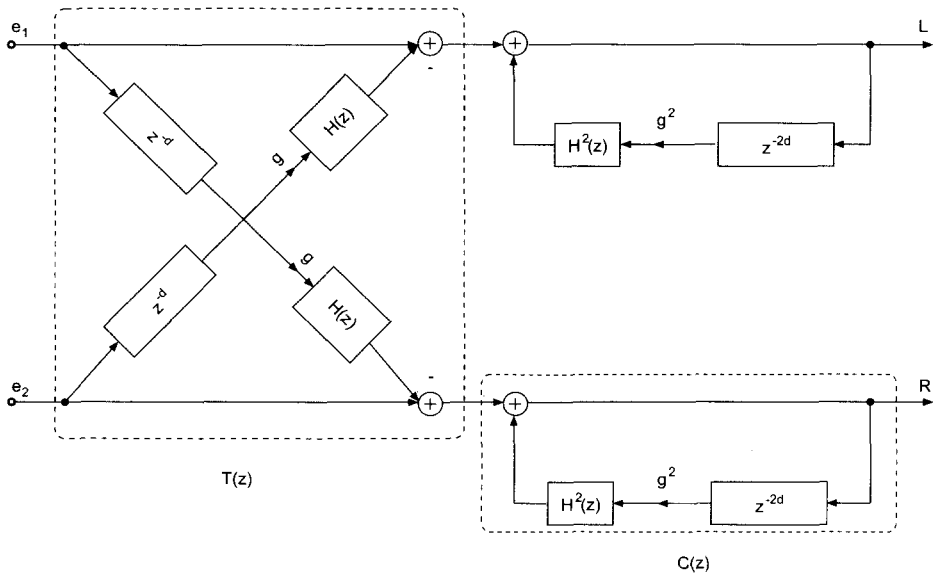 e₁
L
+
+
z⁻ᵈ
H(z)
-
g²
H²(z)
z⁻²ᵈ
g
g
z⁻ᵈ
H(z)
e₂
-
R
+
+
T(z)
g²
H²(z)
z⁻²ᵈ
C(z)